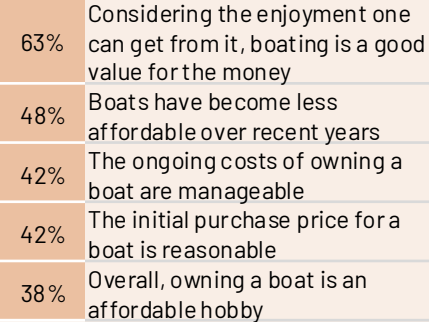 63%
Considering the enjoyment one
can get from it, boating is a good
value for the money
48%
Boats have become less
affordable over recent years
42%
The ongoing costs of owning a
boat are manageable
42%
The initial purchase price for a
boat is reasonable
38%
Overall, owning a boat is an
affordable hobby